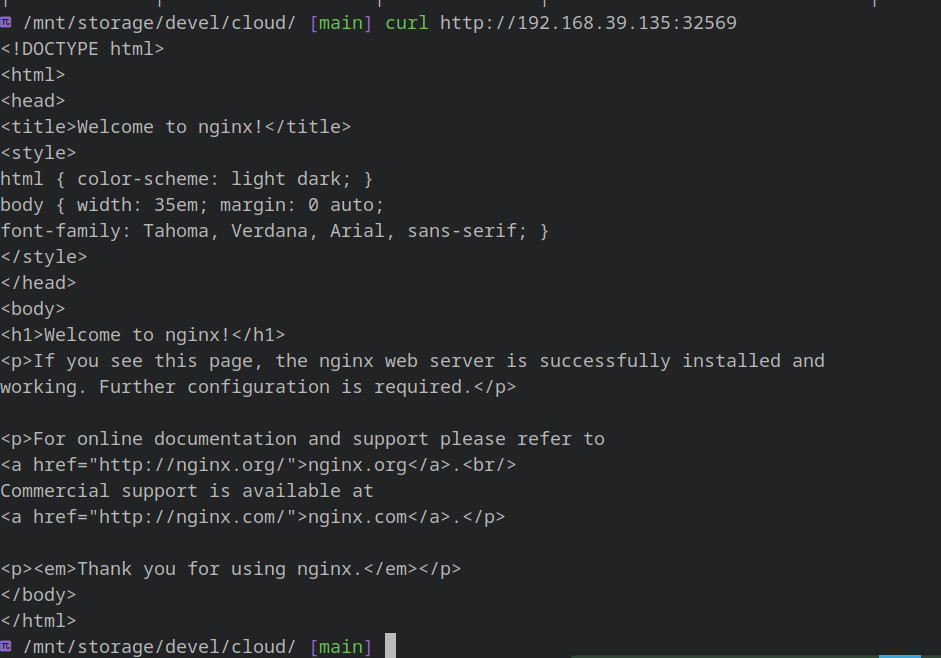 π /mnt/storage/devel/cloud/ [main] curl http://192.168.39.135:32569
<!DOCTYPE html>
<html>
<head>
<title>Welcome to nginx!</title>
<style>
html { color-scheme: light dark; }
body { width: 35em; margin: 0 auto;
font-family: Tahoma, Verdana, Arial, sans-serif; }
</style>
</head>
<body>
<h1>Welcome to nginx!</h1>
<p>If you see this page, the nginx web server is successfully installed and
working. Further configuration is required.</p>

<p>For online documentation and support please refer to
<a href="http://nginx.org/">nginx.org</a>.<br/>
Commercial support is available at
<a href="http://nginx.com/">nginx.com</a>.</p>

<p><em>Thank you for using nginx.</em></p>
</body>
</html>
π /mnt/storage/devel/cloud/ [main]